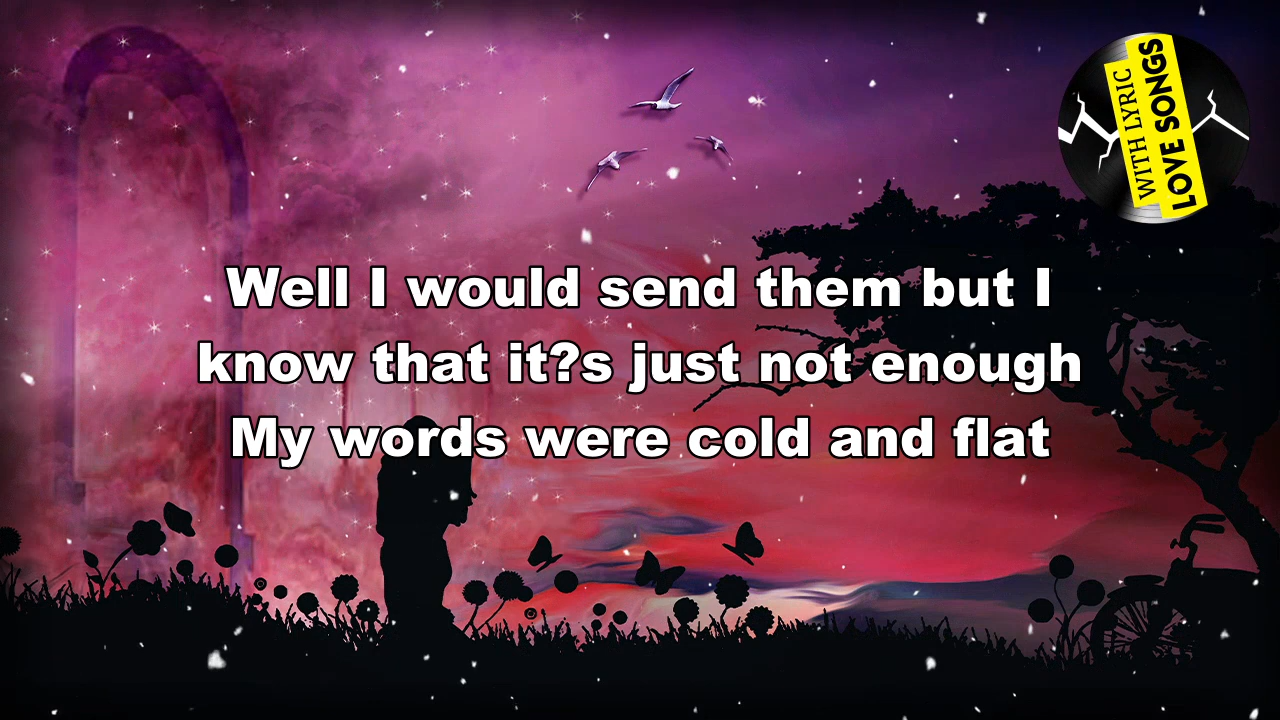 WITH LYRIC
LOVE SONGS
Well I would send them but I
know that it?s just not enough
My words were cold and flat